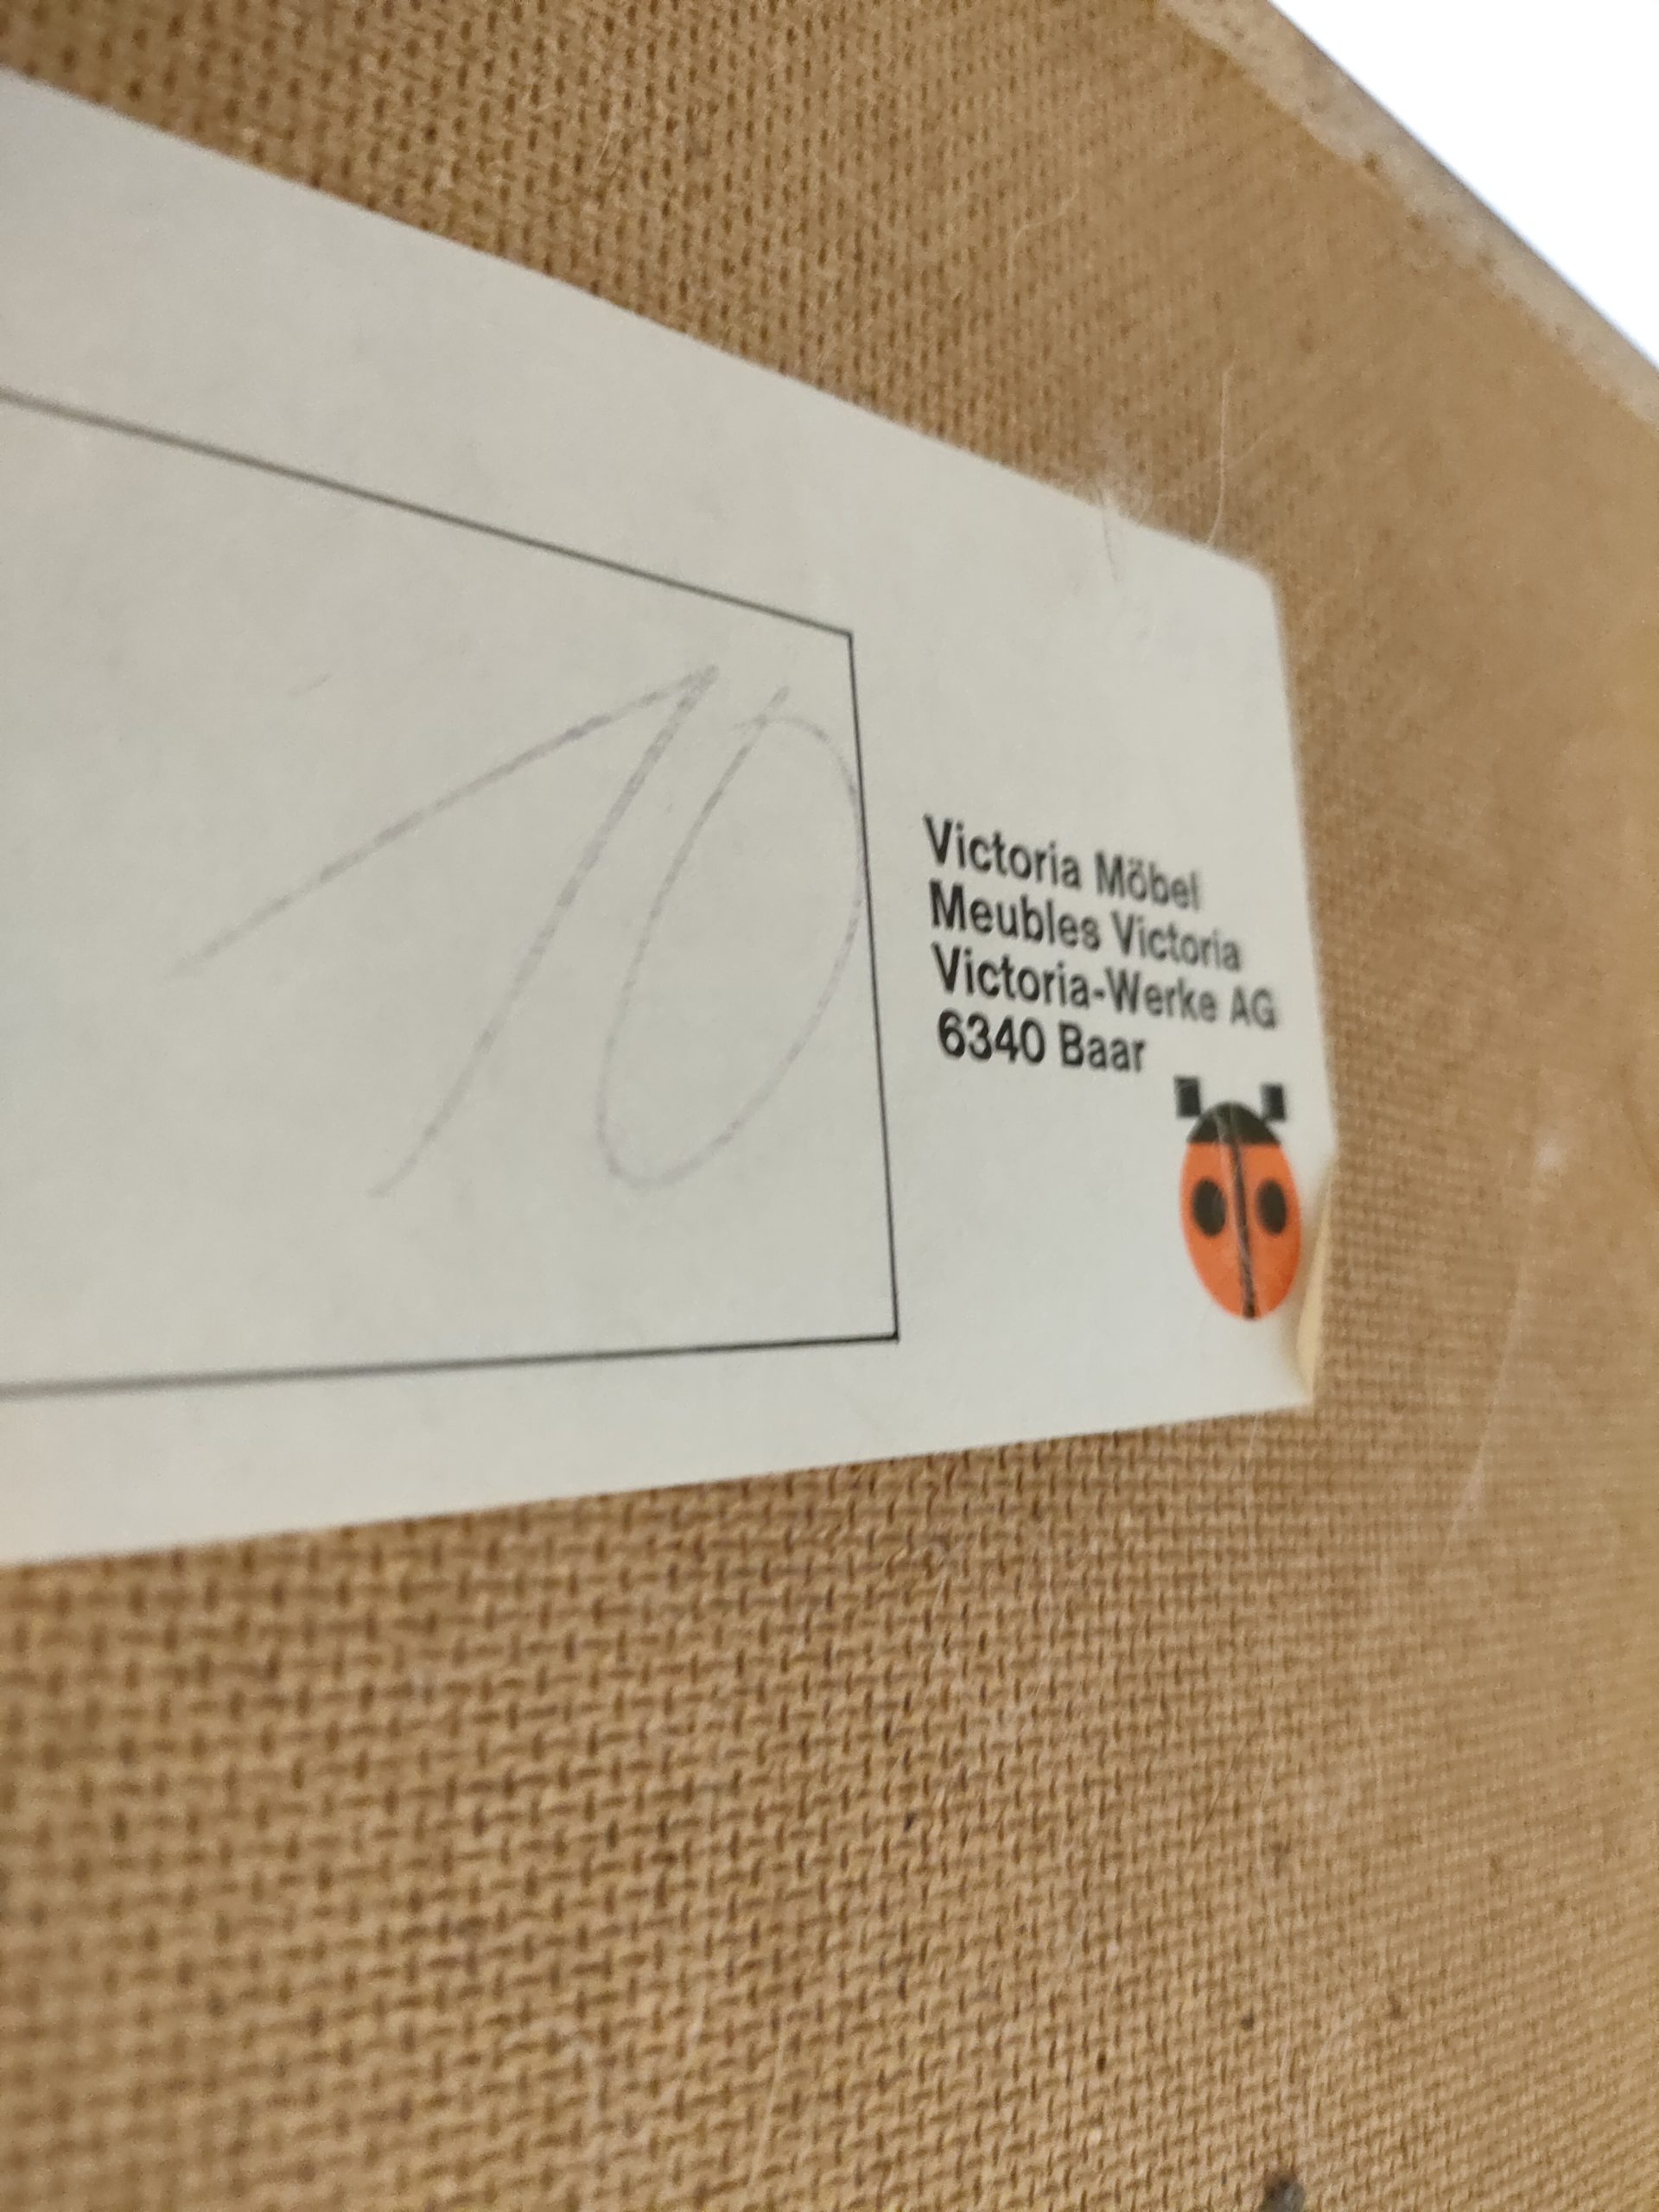 10
Victoria Möbel
Meubles Victoria
Victoria-Werke AG
6340 Baar